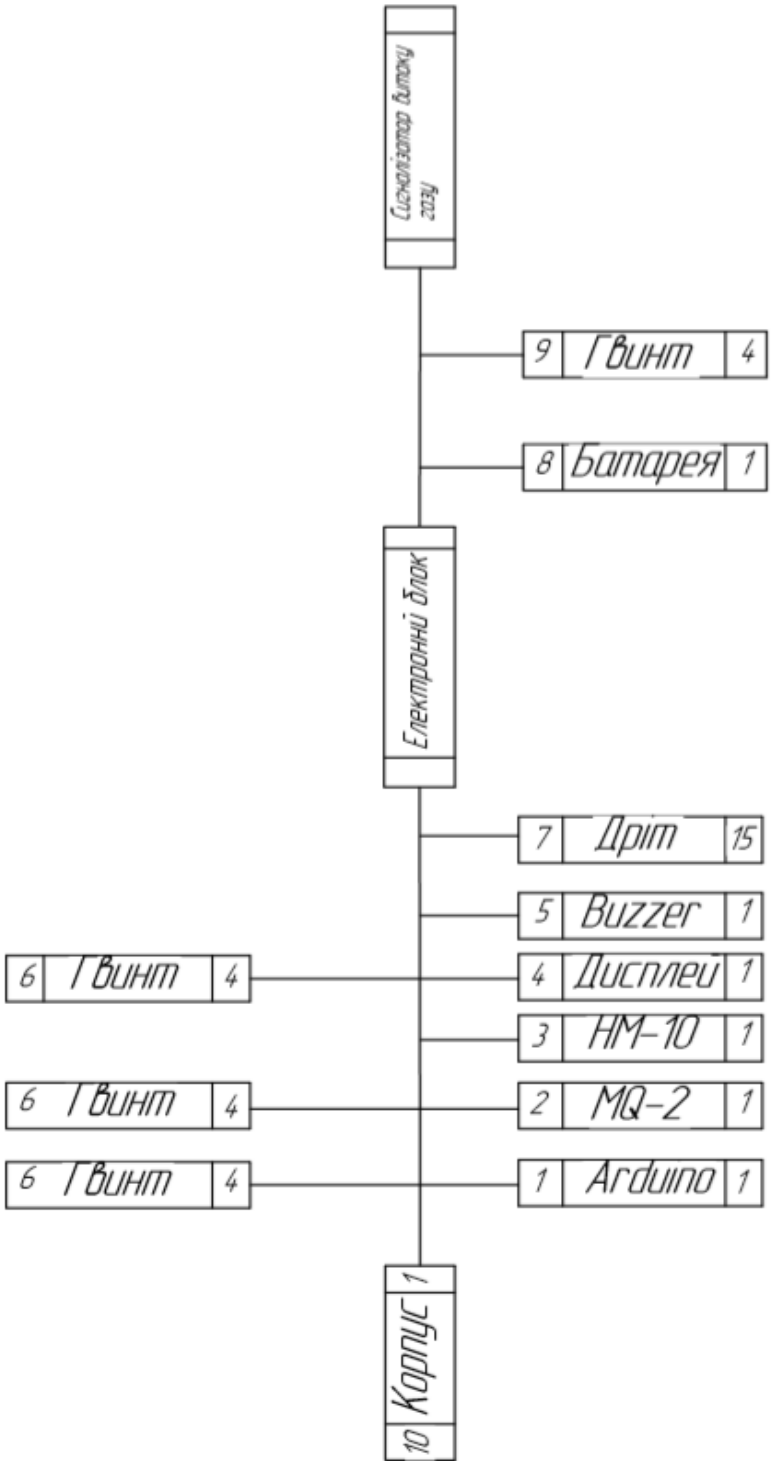 Сигналізатор витоку
газу
9 Гвинт 4
8 Батарея 1
Електронні блок
7 Дріт 15
5 Buzzer 1
6 Гвинт 4
4 Дисплей 1
3 HM-10 1
6 Гвинт 4
2 MQ-2 1
6 Гвинт 4
1 Arduino 1
10 Корпус 1